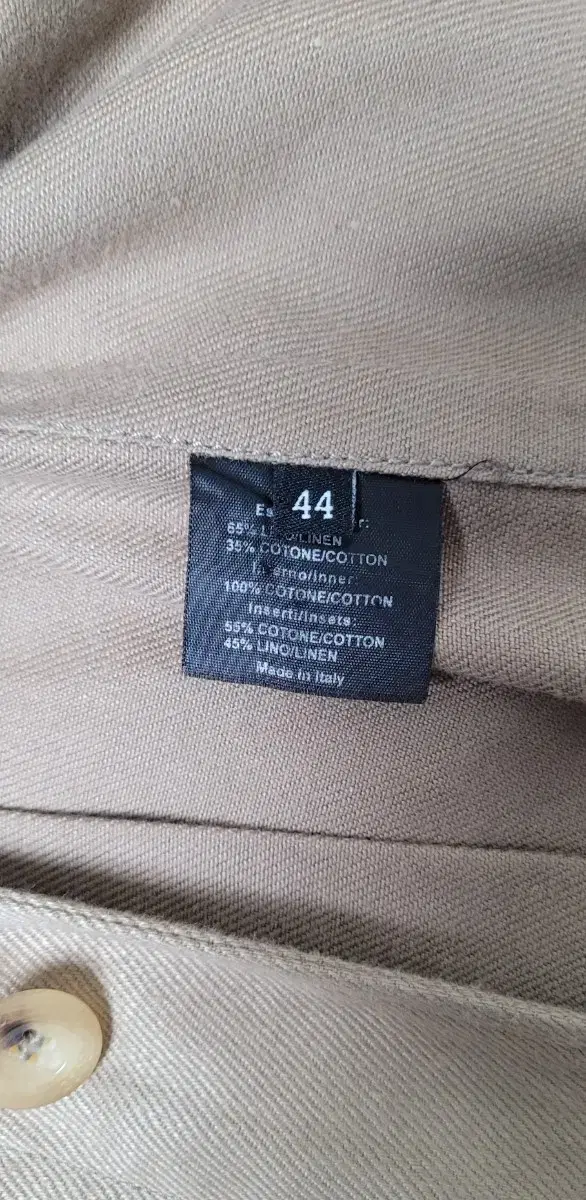 44
65% LINO/LINEN
35% COTONE/COTTON
Interno/Inner:
100% COTONE/COTTON
Inserti/Insets:
55% COTONE/COTTON
45% LINO/LINEN
Made in Italy